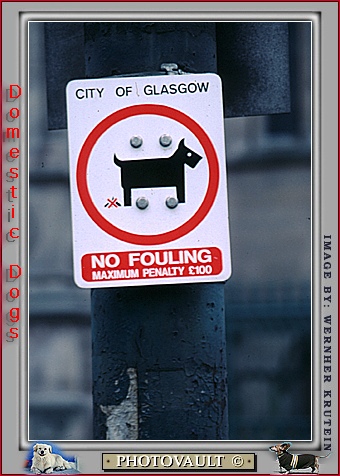 CITY OF GLASGOW
NO FOULING
MAXIMUM PENALTY £100
Domestic Dogs
IMAGE BY: WERNHER KRUTEIN
PHOTOVAULT ©